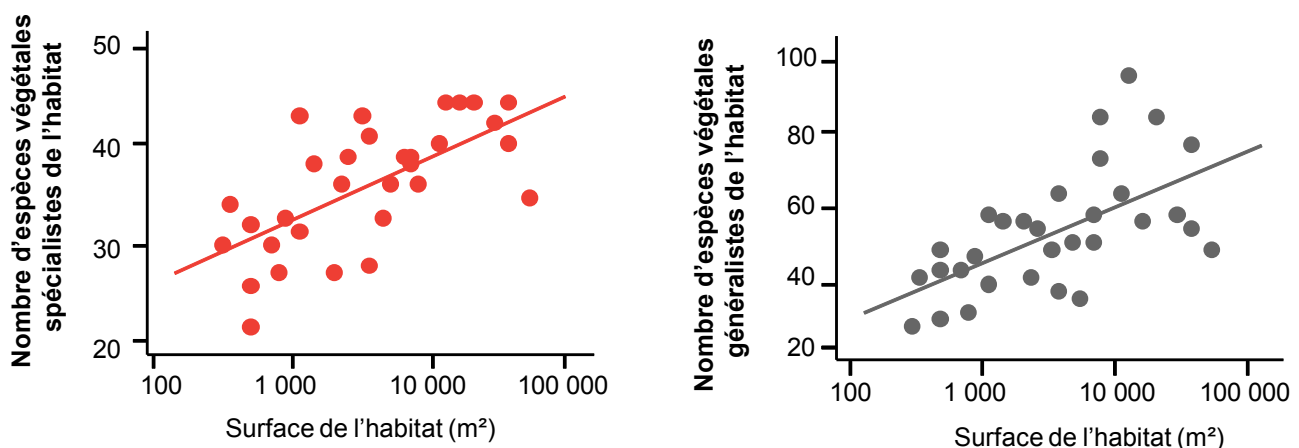 Nombre d'espèces végétales
spécialistes de l'habitat
50
40
30
20
100
1 000
10 000
100 000
Surface de l'habitat (m²)
Nombre d'espèces végétales
généralistes de l'habitat
100
80
60
40
20
100
1 000
10 000
100 000
Surface de l'habitat (m²)